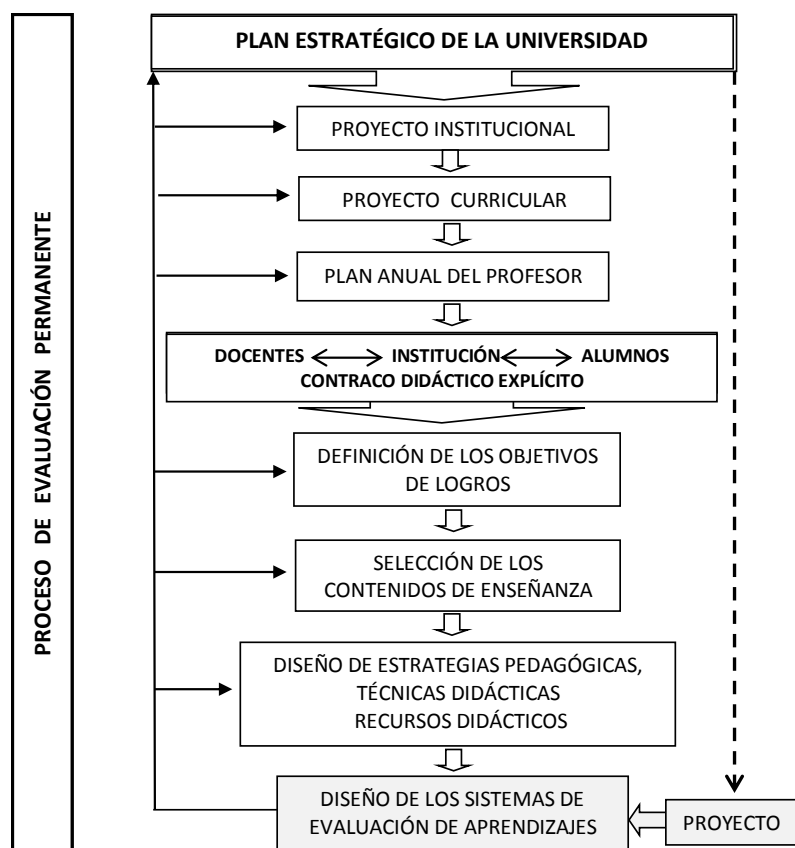 PLAN ESTRATÉGICO DE LA UNIVERSIDAD
PROYECTO INSTITUCIONAL
PROYECTO CURRICULAR
PLAN ANUAL DEL PROFESOR
DOCENTES INSTITUCIÓN ALUMNOS
CONTRACO DIDÁCTICO EXPLÍCITO
DEFINICIÓN DE LOS OBJETIVOS
DE LOGROS
SELECCIÓN DE LOS
CONTENIDOS DE ENSEÑANZA
DISEÑO DE ESTRATEGIAS PEDAGÓGICAS,
TÉCNICAS DIDÁCTICAS
RECURSOS DIDÁCTICOS
DISEÑO DE LOS SISTEMAS DE
EVALUACIÓN DE APRENDIZAJES
PROYECTO
PROCESO DE EVALUACIÓN PERMANENTE